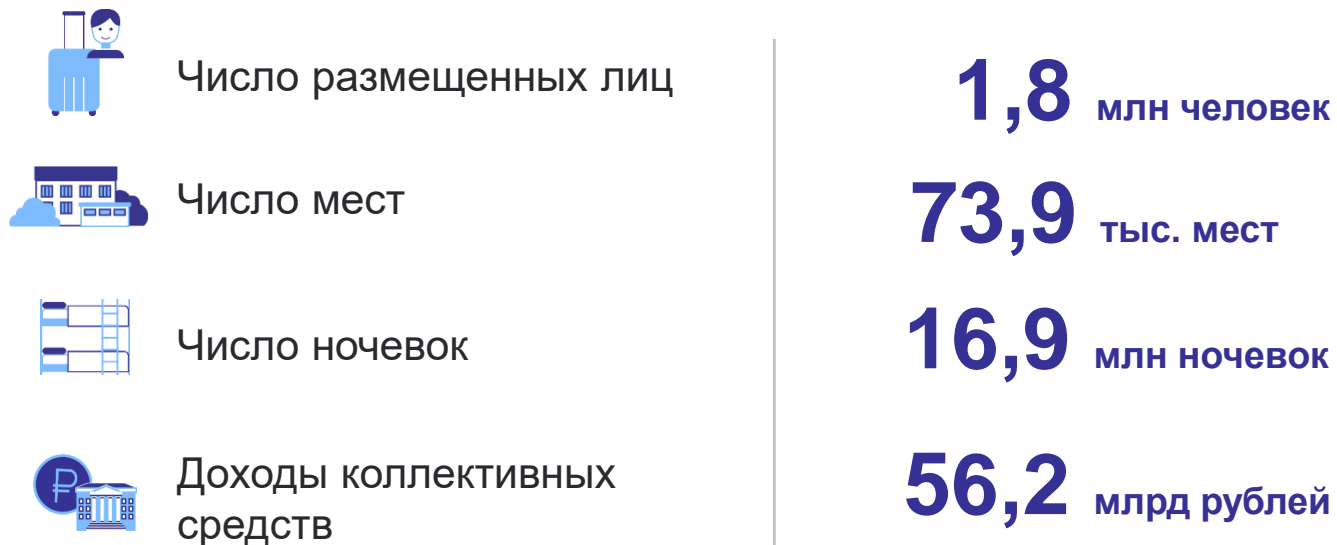 Число размещенных лиц
1,8 млн человек
Число мест
73,9 тыс. мест
Число ночевок
16,9 млн ночевок
Доходы коллективных
средств
56,2 млрд рублей